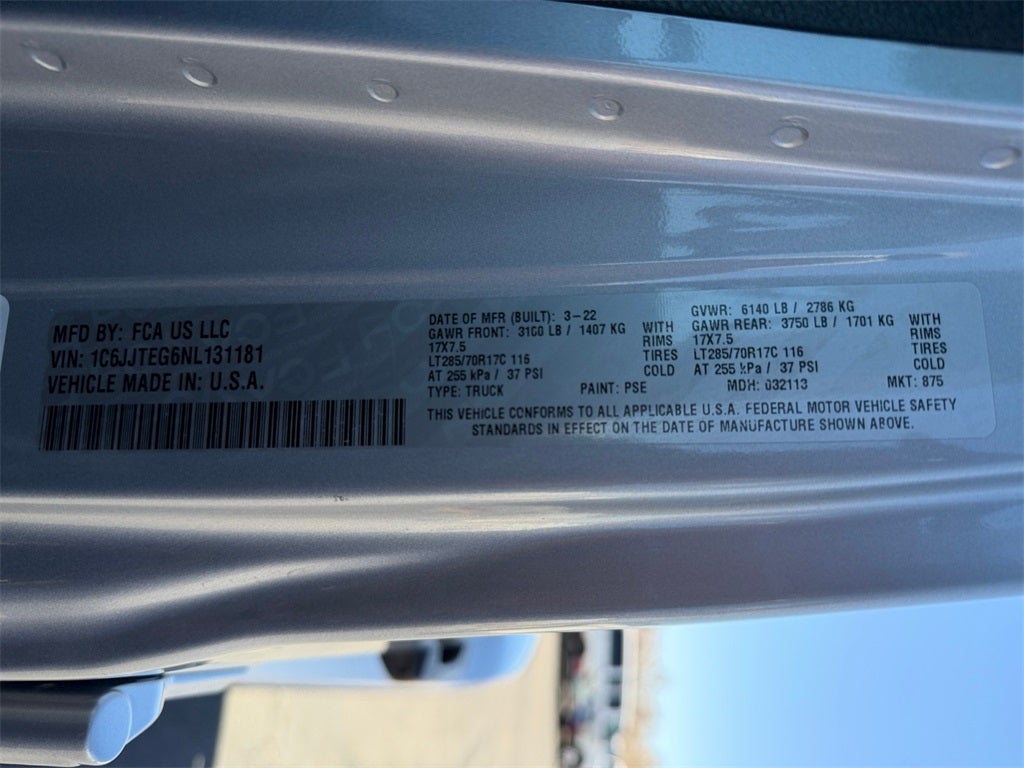 MFD BY: FCA US LLC
VIN: 1C6JJTEG6NL131181
VEHICLE MADE IN: U.S.A.
DATE OF MFR (BUILT): 3-22
GAWR FRONT: 3100 LB / 1407 KG WITH
17X7.5 RIMS
LT285/70R17C 116 TIRES
AT 255 kPa / 37 PSI COLD
GVWR: 6140 LB / 2786 KG
GAWR REAR: 3750 LB / 1701 KG WITH
17X7.5 RIMS
LT285/70R17C 116 TIRES
AT 255 kPa / 37 PSI COLD
TYPE: TRUCK PAINT: PSE MDH: 032113 MKT: 875
THIS VEHICLE CONFORMS TO ALL APPLICABLE U.S.A. FEDERAL MOTOR VEHICLE SAFETY
STANDARDS IN EFFECT ON THE DATE OF MANUFACTURE SHOWN ABOVE.